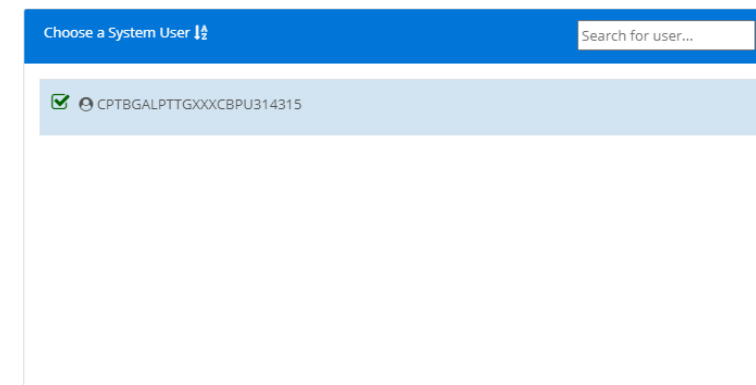 Choose a System User
Search for user...
CPTBGALPTTGXXXCBPU314315